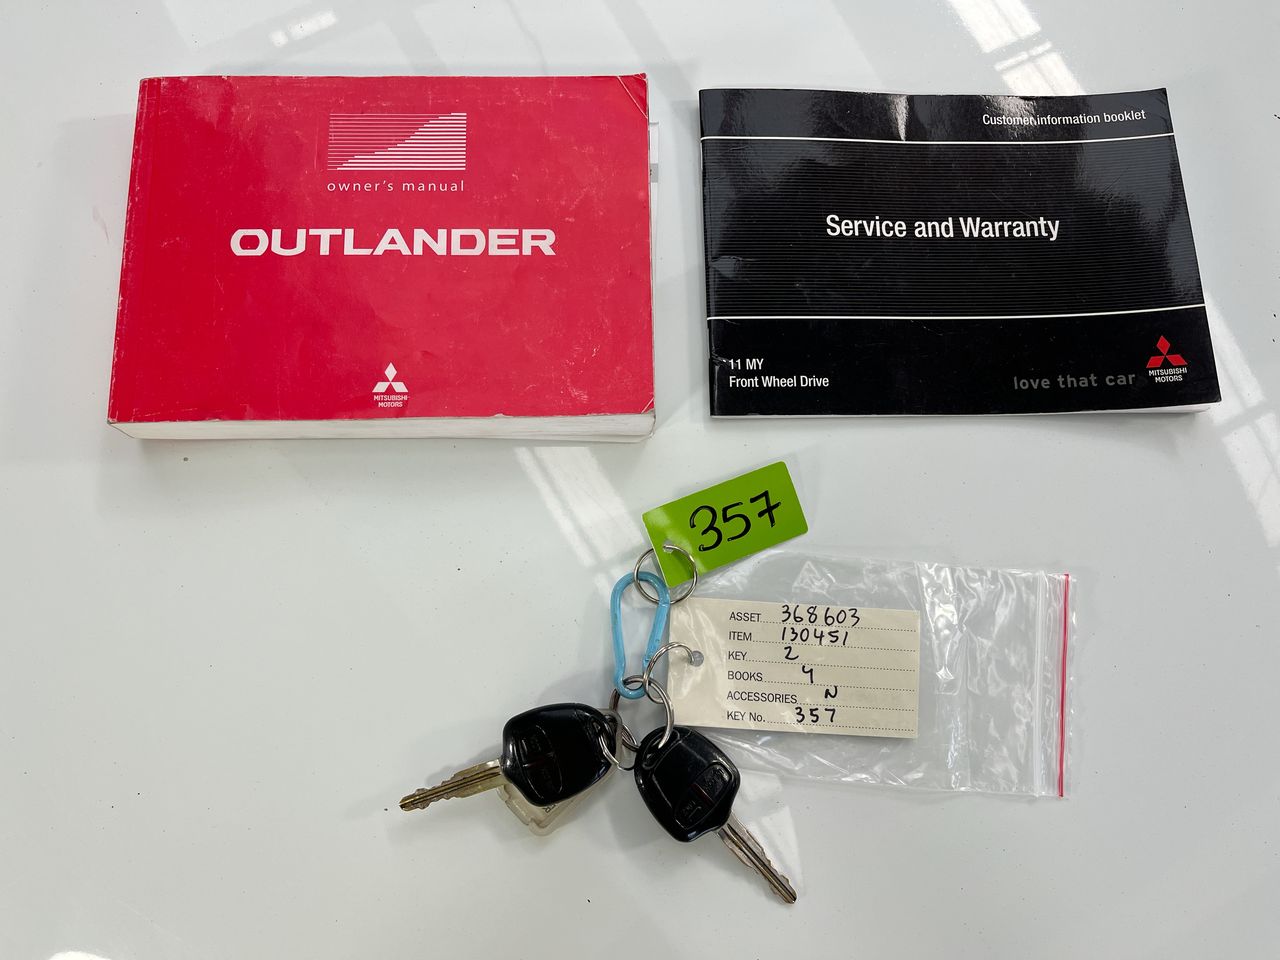 owner's manual
OUTLANDER
MITSUBISHI
MOTORS
Customer information booklet
Service and Warranty
11 MY
Front Wheel Drive
love that car
MITSUBISHI
MOTORS
357
ASSET 368603
ITEM 130451
KEY 2
BOOKS 4
ACCESSORIES N
KEY No. 357